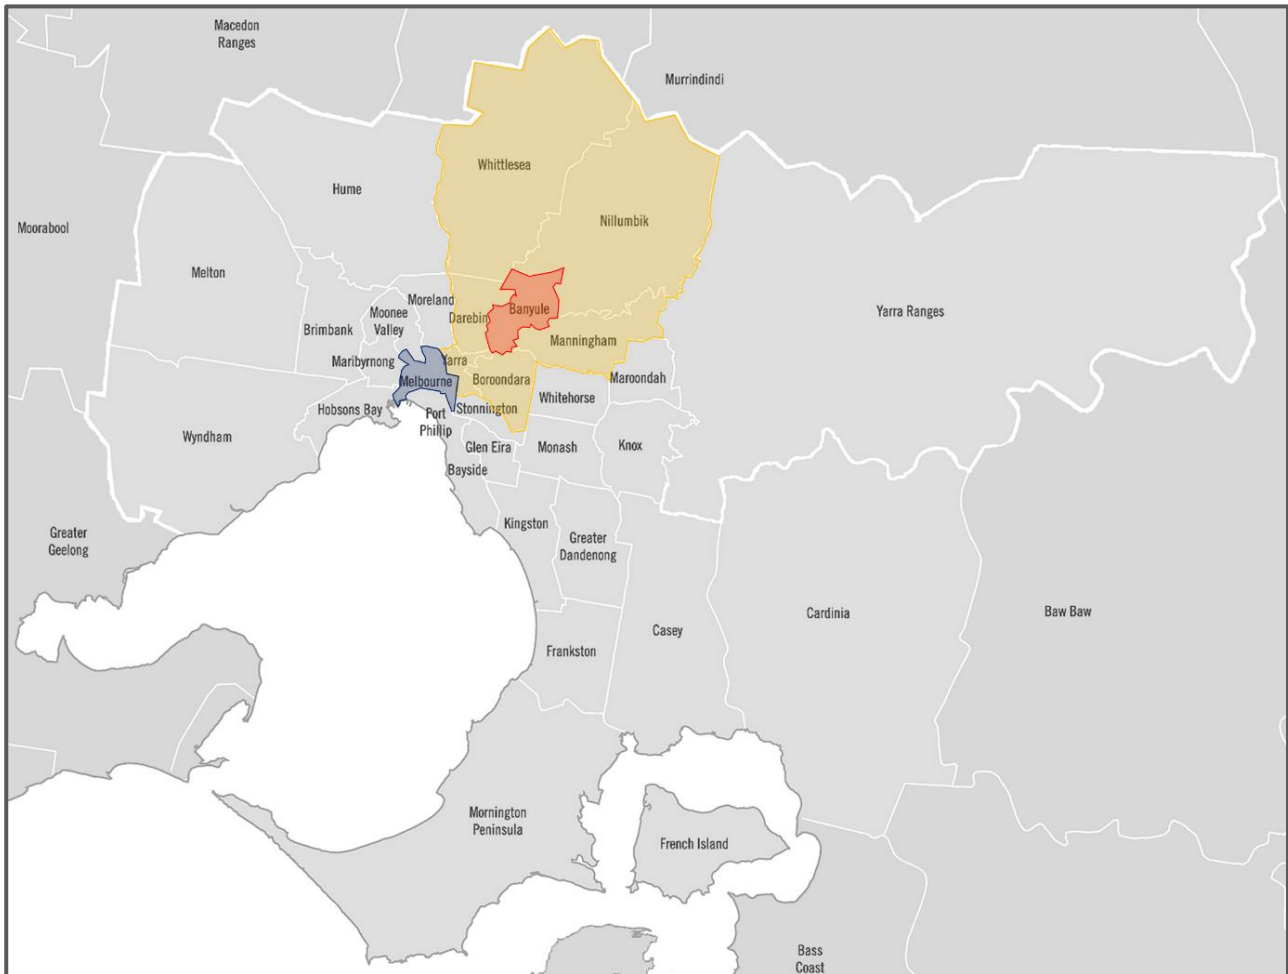 Macedon
Ranges
Murrindindi
Whittlesea
Hume
Nillumbik
Moorabool
Melton
Moreland
Banyule
Yarra Ranges
Moonee
Valley
Darebin
Brimbank
Manningham
Maribyrnong
Yarra
Melbourne
Boroondara
Maroondah
Whitehorse
Hobsons Bay
Port
Phillip
Stonnington
Wyndham
Glen Eira
Monash
Knox
Bayside
Kingston
Greater
Dandenong
Greater
Geelong
Cardinia
Baw Baw
Casey
Frankston
Mornington
Peninsula
French Island
Bass
Coast